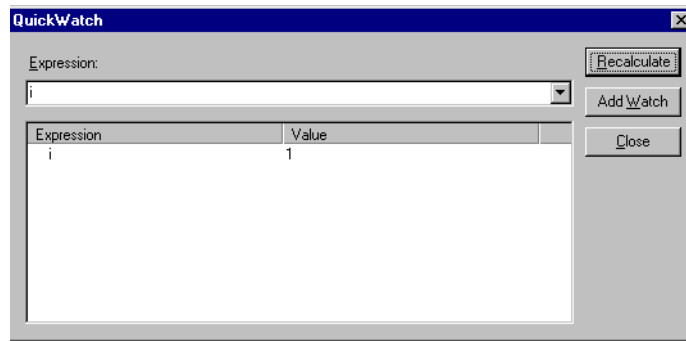 QuickWatch
Expression:
i
Recalculate
Add Watch
Close
Expression Value
i 1